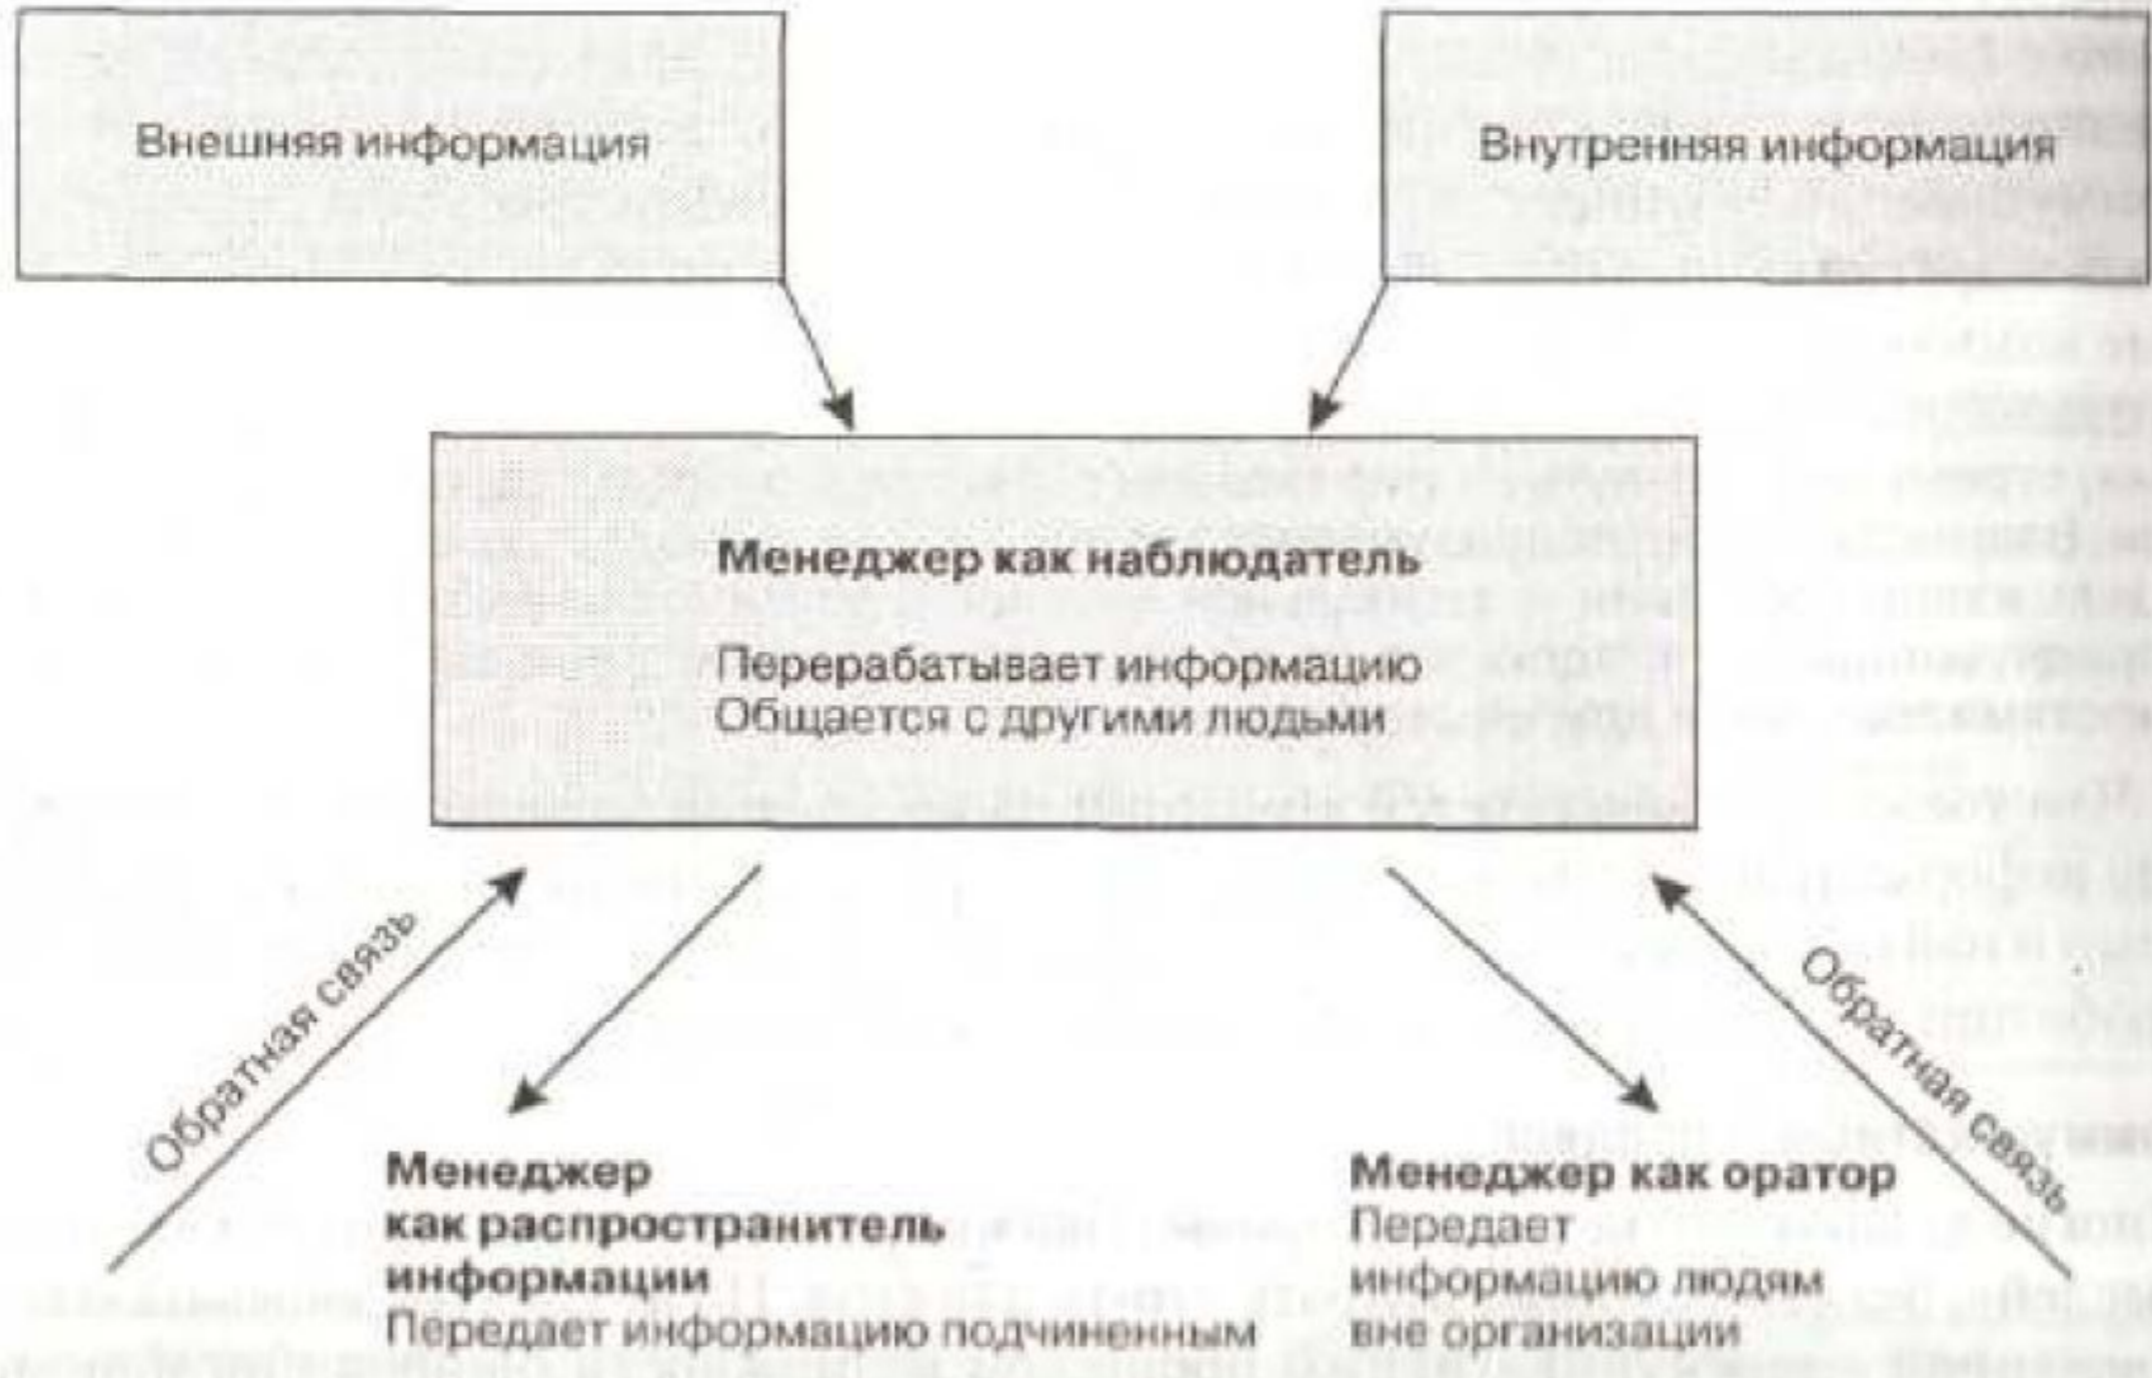 Внешняя информация
Внутренняя информация
Менеджер как наблюдатель
Перерабатывает информацию
Общается с другими людьми
Обратная связь
Обратная связь
Менеджер
как распространитель
информации
Передает информацию подчиненным
Менеджер как оратор
Передает
информацию людям
вне организации